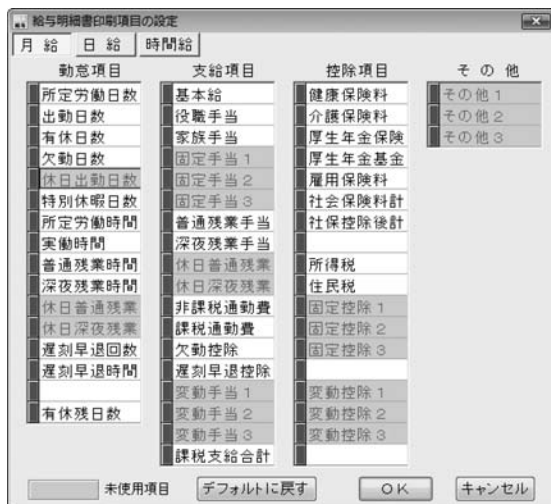 給与明細書印刷項目の設定
月 給
日 給
時間給
勤怠項目
所定労働日数
出勤日数
有休日数
欠勤日数
休日出勤日数
特別休暇日数
所定労働時間
実働時間
普通残業時間
深夜残業時間
休日普通残業
休日深夜残業
遅刻早退回数
遅刻早退時間
有休残日数
支給項目
基本給
役職手当
家族手当
固定手当 1
固定手当 2
固定手当 3
普通残業手当
深夜残業手当
休日普通残業
休日深夜残業
非課税通勤費
課税通勤費
欠勤控除
遅刻早退控除
変動手当 1
変動手当 2
変動手当 3
課税支給合計
控除項目
健康保険料
介護保険料
厚生年金保険
厚生年金基金
雇用保険料
社会保険料計
社保控除後計
所得税
住民税
固定控除 1
固定控除 2
固定控除 3
変動控除 1
変動控除 2
変動控除 3
そ の 他
その他 1
その他 2
その他 3
未使用項目
デフォルトに戻す
OK
キャンセル